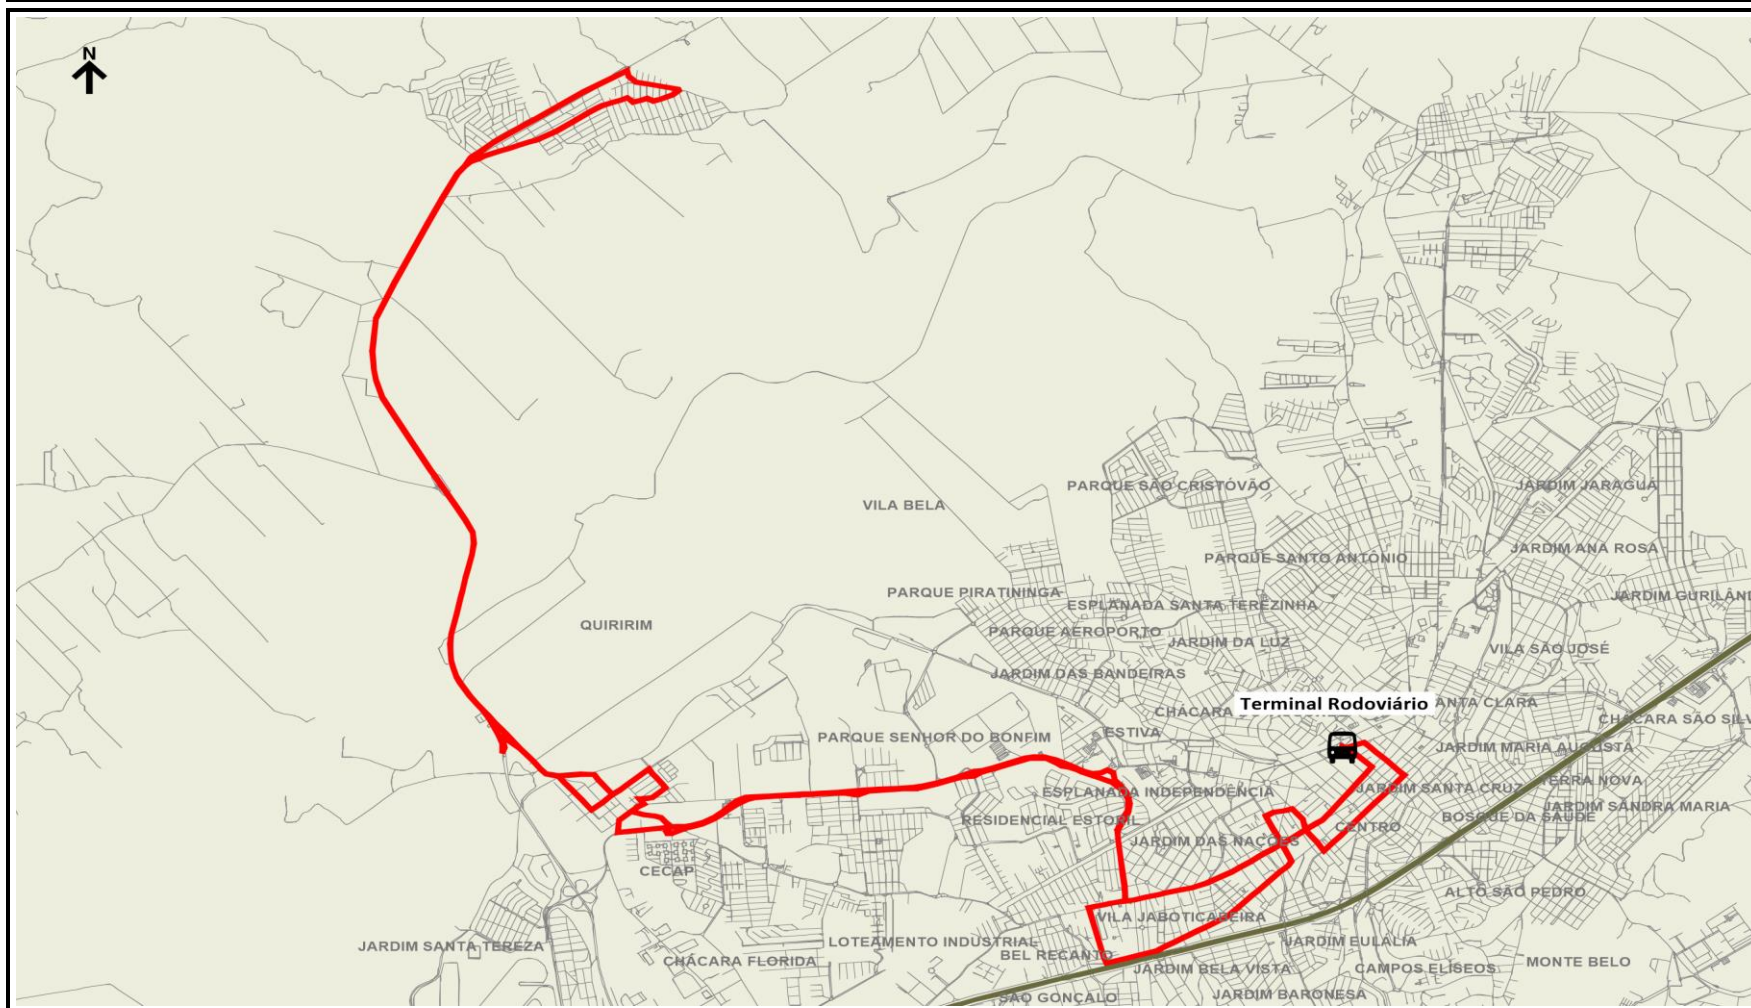 N
PARQUE SÃO CRISTÓVÃO
JARDIM JARAGUÁ
VILA BELA
JARDIM ANA ROSA
PARQUE SANTO ANTÔNIO
PARQUE PIRATININGA
JARDIM GURILÂND
ESPLANADA SANTA TEREZINHA
QUIRIRIM
PARQUE AEROPORTO
JARDIM DA LUZ
VILA SÃO JOSÉ
JARDIM DAS BANDEIRAS
Terminal Rodoviário
ANTA CLARA
CHÁCARA
CHÁCARA SÃO SILV
ESTIVA
PARQUE SENHOR DO BONFIM
JARDIM MARIA AUGUSTA
TERRA NOVA
JARDIM SANTA CRUZ
ESPLANADA INDEPENDÊNCIA
JARDIM SANDRA MARIA
BOSQUE DA SAÚDE
RESIDENCIAL ESTORIL
CENTRO
JARDIM DAS NAÇÕES
CECAP
ALTO SÃO PEDRO
VILA JABOTICABEIRA
JARDIM SANTA TEREZA
LOTEAMENTO INDUSTRIAL
JARDIM EULÁLIA
BEL RECANTO
CHÁCARA FLORIDA
MONTE BELO
JARDIM BELA VISTA
CAMPOS ELÍSEOS
JARDIM BARONESA
SÃO GONÇALO